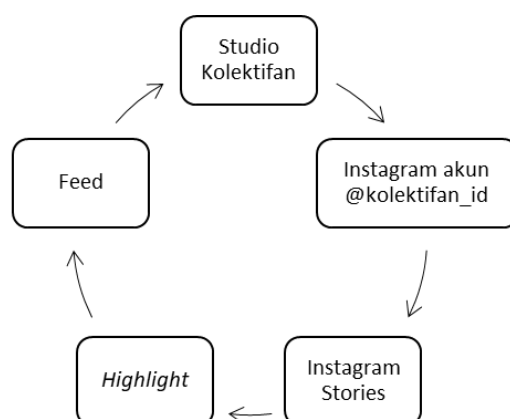 Studio
Kolektifan
Instagram akun
@kolektifan_id
Instagram
Stories
Highlight
Feed